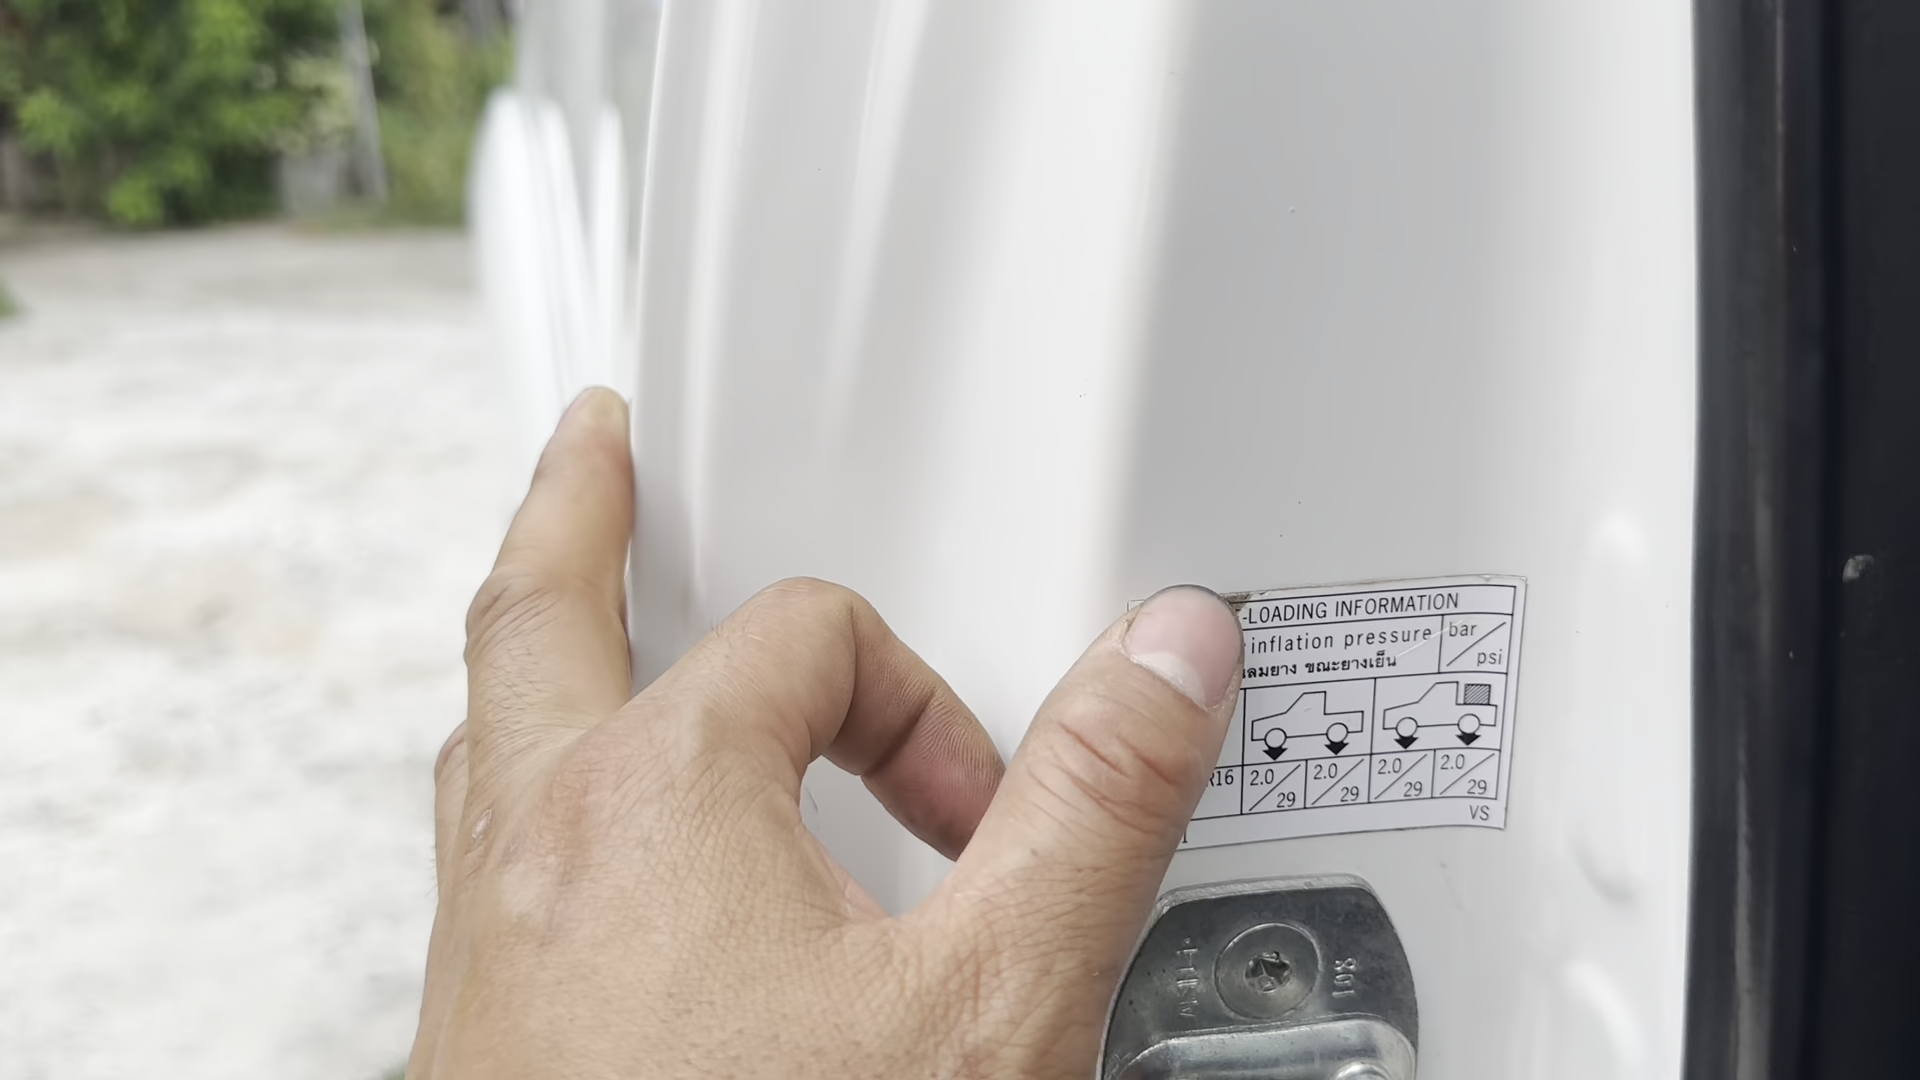 -LOADING INFORMATION
inflation pressure bar/psi
ลมยาง ขณะยางเย็น
R16 2.0/29 2.0/29 2.0/29 2.0/29
VS
108